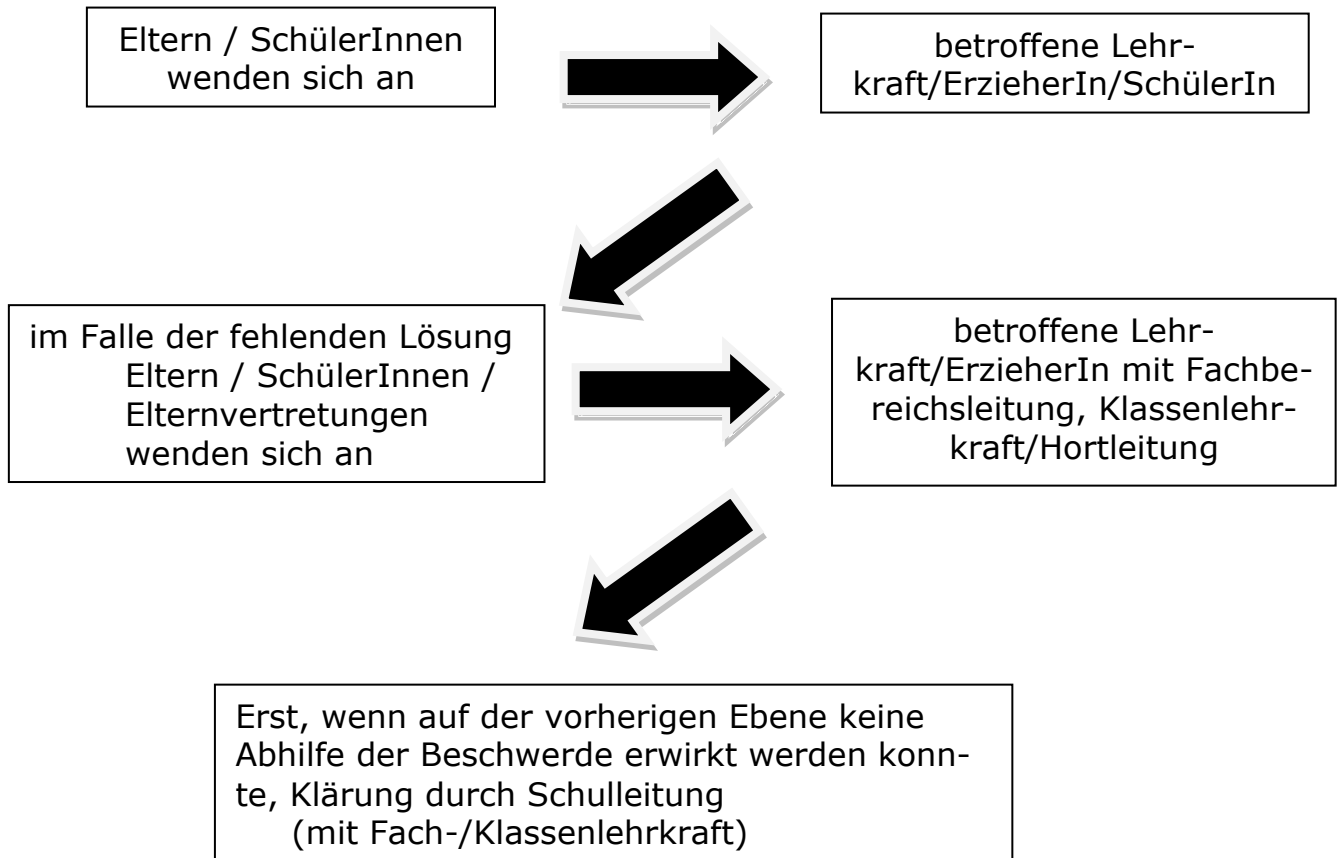 Eltern / SchülerInnen
wenden sich an
betroffene Lehr-
kraft/ErzieherIn/SchülerIn
im Falle der fehlenden Lösung
Eltern / SchülerInnen /
Elternvertretungen
wenden sich an
betroffene Lehr-
kraft/ErzieherIn mit Fachbe-
reichsleitung, Klassenlehr-
kraft/Hortleitung
Erst, wenn auf der vorherigen Ebene keine
Abhilfe der Beschwerde erwirkt werden konn-
te, Klärung durch Schulleitung
(mit Fach-/Klassenlehrkraft)